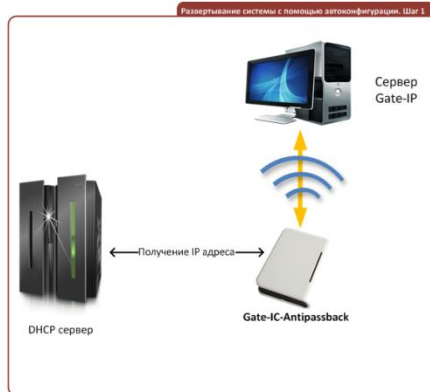 Развертывание системы с помощью автоконфигурации. Шаг 1
Сервер
Gate-IP
Получение IP адреса
Gate-IC-Antipassback
DHCP сервер